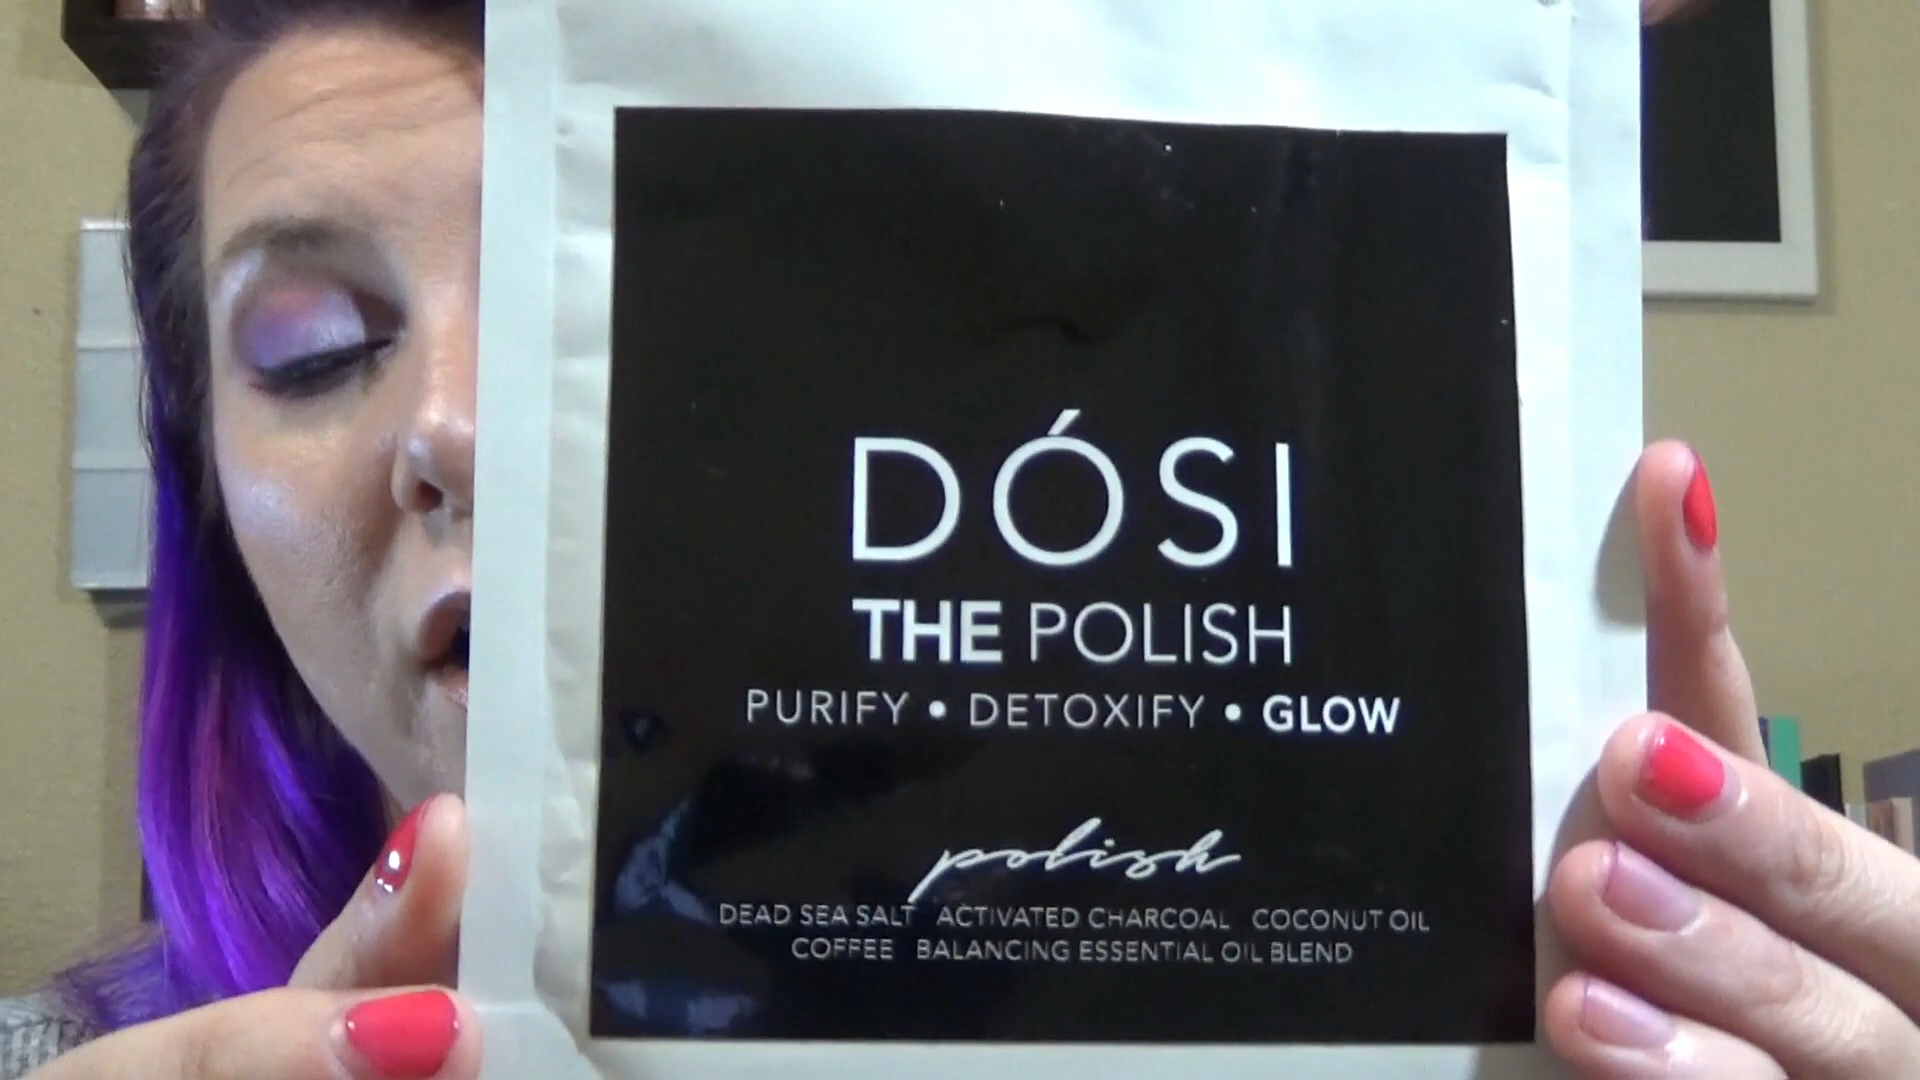 DÓSI
THE POLISH
PURIFY • DETOXIFY • GLOW
polish
DEAD SEA SALT ACTIVATED CHARCOAL COCONUT OIL
COFFEE BALANCING ESSENTIAL OIL BLEND